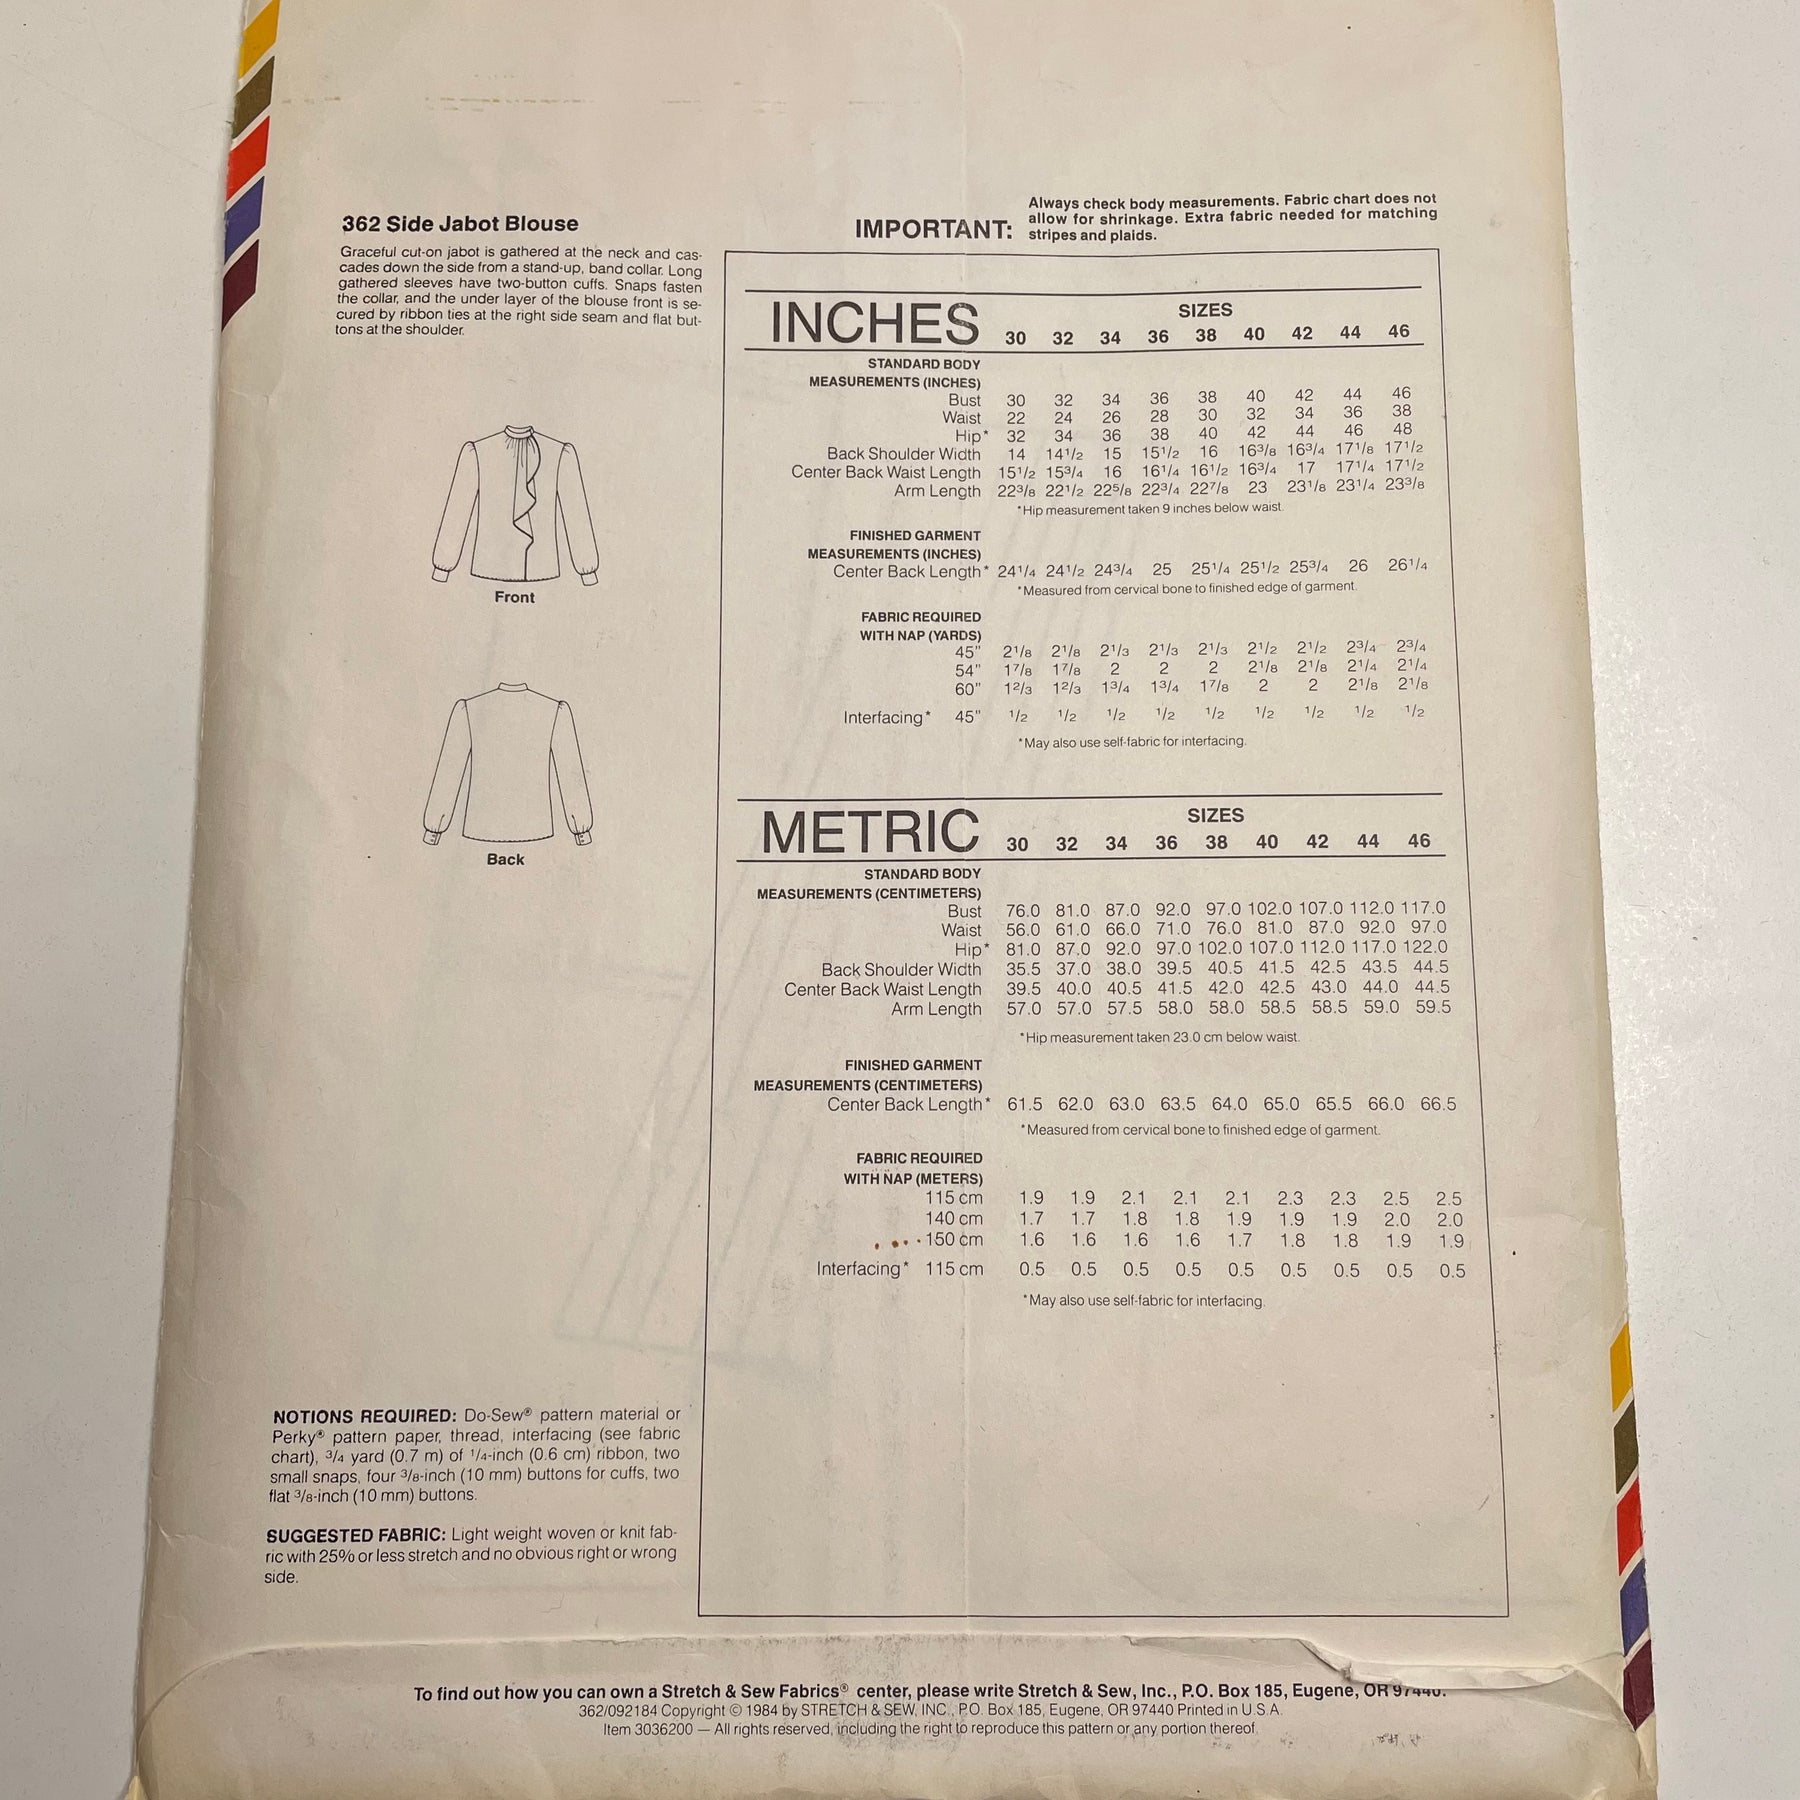 362 Side Jabot Blouse
Graceful cut-on jabot is gathered at the neck and cas-
cades down the side from a stand-up, band collar. Long
gathered sleeves have two-button cuffs. Snaps fasten
the collar, and the under layer of the blouse front is se-
cured by ribbon ties at the right side seam and flat but-
tons at the shoulder.
Front
Back
NOTIONS REQUIRED: Do-Sew® pattern material or
Perky® pattern paper, thread, interfacing (see fabric
chart), 3/4 yard (0.7 m) of 1/4-inch (0.6 cm) ribbon, two
small snaps, four 3/8-inch (10 mm) buttons for cuffs, two
flat 3/8-inch (10 mm) buttons.
SUGGESTED FABRIC: Light weight woven or knit fab-
ric with 25% or less stretch and no obvious right or wrong
side.
IMPORTANT: Always check body measurements. Fabric chart does not
allow for shrinkage. Extra fabric needed for matching
stripes and plaids.
INCHES SIZES
30 32 34 36 38 40 42 44 46
STANDARD BODY
MEASUREMENTS (INCHES)
Bust 30 32 34 36 38 40 42 44 46
Waist 22 24 26 28 30 32 34 36 38
Hip* 32 34 36 38 40 42 44 46 48
Back Shoulder Width 14 14 1/2 15 15 1/2 16 16 3/8 16 3/4 17 1/8 17 1/2
Center Back Waist Length 15 1/2 15 3/4 16 16 1/4 16 1/2 16 3/4 17 17 1/4 17 1/2
Arm Length 22 3/8 22 1/2 22 5/8 22 3/4 22 7/8 23 23 1/8 23 1/4 23 3/8
*Hip measurement taken 9 inches below waist.
FINISHED GARMENT
MEASUREMENTS (INCHES)
Center Back Length* 24 1/4 24 1/2 24 3/4 25 25 1/4 25 1/2 25 3/4 26 26 1/4
*Measured from cervical bone to finished edge of garment.
FABRIC REQUIRED
WITH NAP (YARDS)
45" 2 1/8 2 1/8 2 1/3 2 1/3 2 1/3 2 1/2 2 1/2 2 3/4 2 3/4
54" 1 7/8 1 7/8 2 2 2 2 1/8 2 1/8 2 1/4 2 1/4
60" 1 2/3 1 2/3 1 3/4 1 3/4 1 7/8 2 2 2 1/8 2 1/8
Interfacing* 45" 1/2 1/2 1/2 1/2 1/2 1/2 1/2 1/2 1/2
*May also use self-fabric for interfacing.
METRIC SIZES
30 32 34 36 38 40 42 44 46
STANDARD BODY
MEASUREMENTS (CENTIMETERS)
Bust 76.0 81.0 87.0 92.0 97.0 102.0 107.0 112.0 117.0
Waist 56.0 61.0 66.0 71.0 76.0 81.0 87.0 92.0 97.0
Hip* 81.0 87.0 92.0 97.0 102.0 107.0 112.0 117.0 122.0
Back Shoulder Width 35.5 37.0 38.0 39.5 40.5 41.5 42.5 43.5 44.5
Center Back Waist Length 39.5 40.0 40.5 41.5 42.0 42.5 43.0 44.0 44.5
Arm Length 57.0 57.0 57.5 58.0 58.0 58.5 58.5 59.0 59.5
*Hip measurement taken 23.0 cm below waist.
FINISHED GARMENT
MEASUREMENTS (CENTIMETERS)
Center Back Length* 61.5 62.0 63.0 63.5 64.0 65.0 65.5 66.0 66.5
*Measured from cervical bone to finished edge of garment.
FABRIC REQUIRED
WITH NAP (METERS)
115 cm 1.9 1.9 2.1 2.1 2.1 2.3 2.3 2.5 2.5
140 cm 1.7 1.7 1.8 1.8 1.9 1.9 1.9 2.0 2.0
150 cm 1.6 1.6 1.6 1.6 1.7 1.8 1.8 1.9 1.9
Interfacing* 115 cm 0.5 0.5 0.5 0.5 0.5 0.5 0.5 0.5 0.5
*May also use self-fabric for interfacing.
To find out how you can own a Stretch & Sew Fabrics® center, please write Stretch & Sew, Inc., P.O. Box 185, Eugene, OR 97440.
362/092184 Copyright © 1984 by STRETCH & SEW, INC., P.O. Box 185, Eugene, OR 97440 Printed in U.S.A.
Item 3036200 — All rights reserved, including the right to reproduce this pattern or any portion thereof.